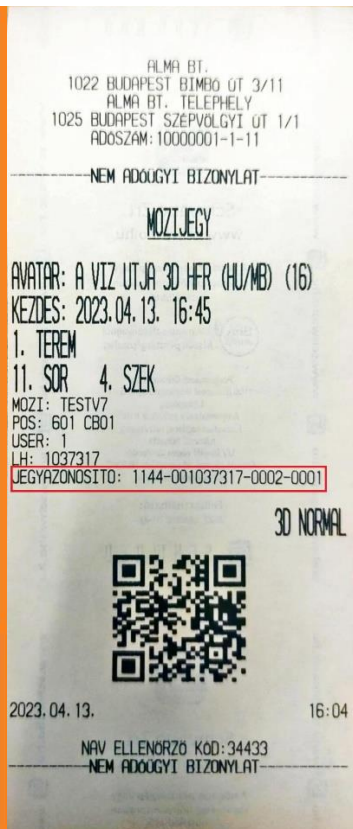 ALMA BT.
1022 BUDAPEST BIMBÓ ÚT 3/11
ALMA BT. TELEPHELY
1025 BUDAPEST SZÉPVÖLGYI ÚT 1/1
ADÓSZÁM:10000001-1-11
NEM ADÓÜGYI BIZONYLAT
MOZIJEGY
AVATAR: A VIZ UTJA 3D HFR (HU/MB) (16)
KEZDES: 2023.04.13. 16:45
1. TEREM
11. SOR 4. SZEK
MOZI: TESTV7
POS: 601 CB01
USER: 1
LH: 1037317
JEGYAZONOSITO: 1144-001037317-0002-0001
3D NORMAL
2023.04.13. 16:04
NAV ELLENŐRZŐ KÓD:34433
NEM ADÓÜGYI BIZONYLAT